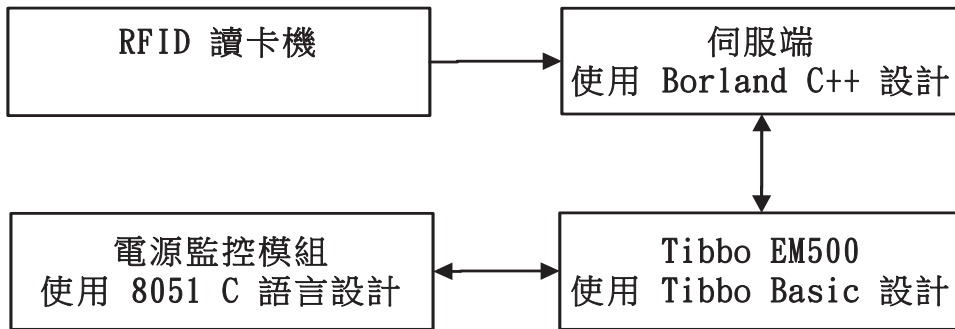 RFID 讀卡機
伺服端
使用 Borland C++ 設計
電源監控模組
使用 8051 C 語言設計
Tibbo EM500
使用 Tibbo Basic 設計